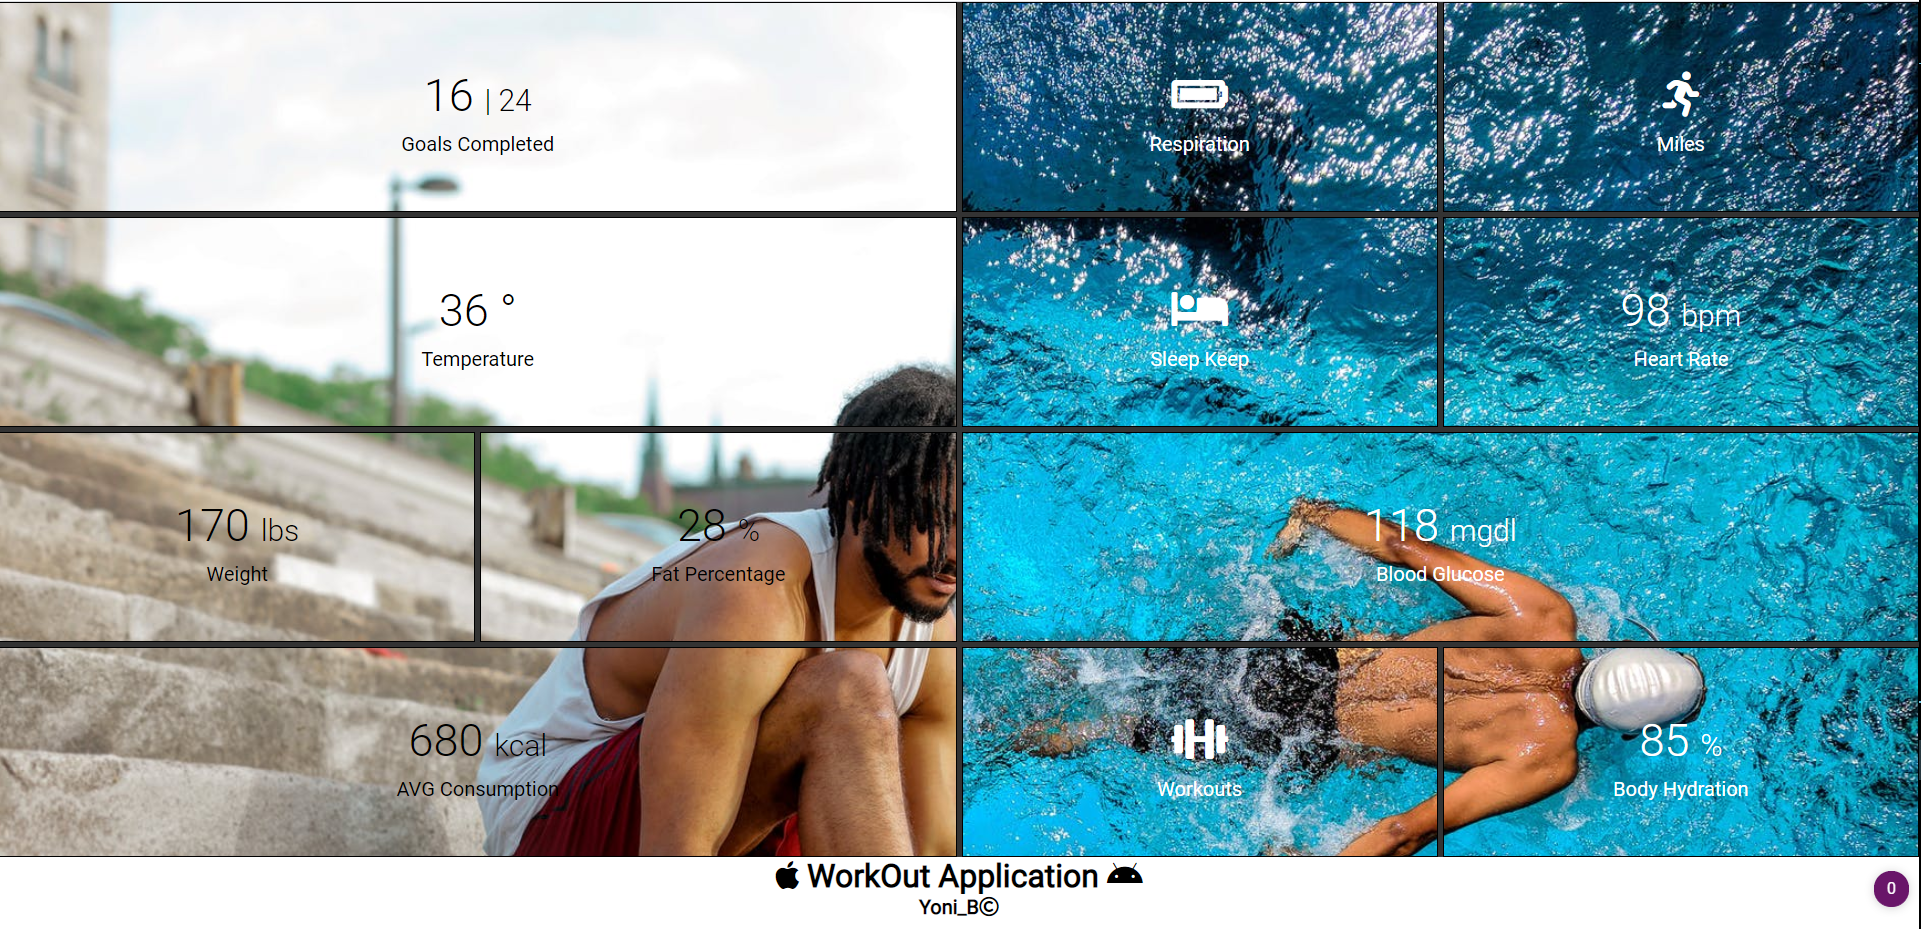 16 | 24
Goals Completed
Respiration
Miles
36 °
Temperature
Sleep Keep
98 bpm
Heart Rate
170 lbs
Weight
28 %
Fat Percentage
118 mgdl
Blood Glucose
680 kcal
AVG Consumption
Workouts
85 %
Body Hydration
WorkOut Application
Yoni_B©
0